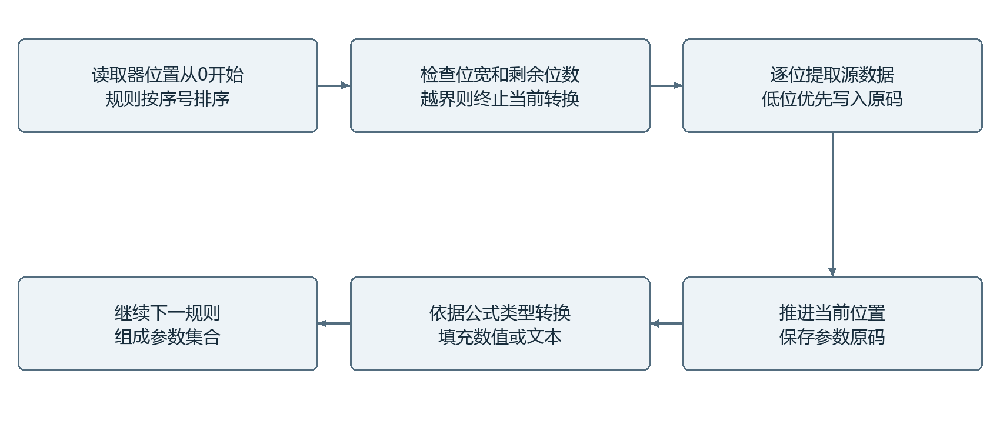 读取器位置从0开始
规则按序号排序
检查位宽和剩余位数
越界则终止当前转换
逐位提取源数据
低位优先写入原码
推进当前位置
保存参数原码
依据公式类型转换
填充数值或文本
继续下一规则
组成参数集合